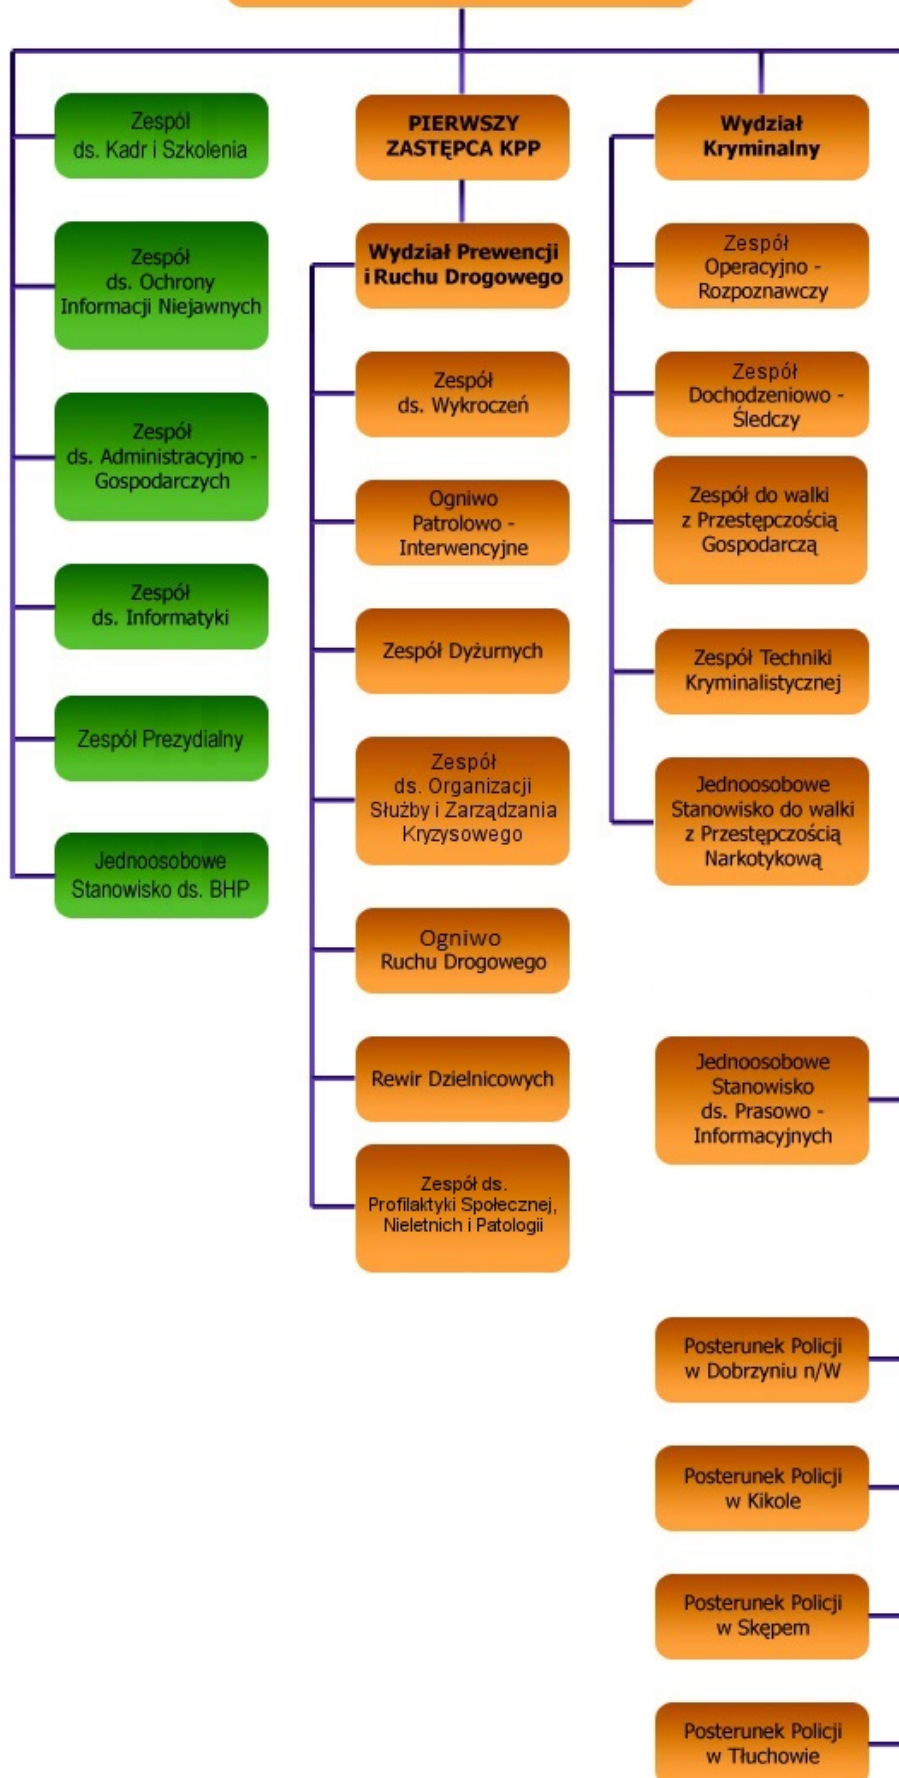 Zespół
ds. Kadr i Szkolenia
Zespół
ds. Ochrony
Informacji Niejawnych
Zespół
ds. Administracyjno -
Gospodarczych
Zespół
ds. Informatyki
Zespół Prezydialny
Jednoosobowe
Stanowisko ds. BHP
PIERWSZY
ZASTĘPCA KPP
Wydział Prewencji
i Ruchu Drogowego
Zespół
ds. Wykroczeń
Ogniwo
Patrolowo -
Interwencyjne
Zespół Dyżurnych
Zespół
ds. Organizacji
Służby i Zarządzania
Kryzysowego
Ogniwo
Ruchu Drogowego
Rewir Dzielnicowych
Zespół ds.
Profilaktyki Społecznej,
Nieletnich i Patologii
Wydział
Kryminalny
Zespół
Operacyjno -
Rozpoznawczy
Zespół
Dochodzeniowo -
Śledczy
Zespół do walki
z Przestępczością
Gospodarczą
Zespół Techniki
Kryminalistycznej
Jednoosobowe
Stanowisko do walki
z Przestępczością
Narkotykową
Jednoosobowe
Stanowisko
ds. Prasowo -
Informacyjnych
Posterunek Policji
w Dobrzyniu n/W
Posterunek Policji
w Kikole
Posterunek Policji
w Skępem
Posterunek Policji
w Tłuchowie